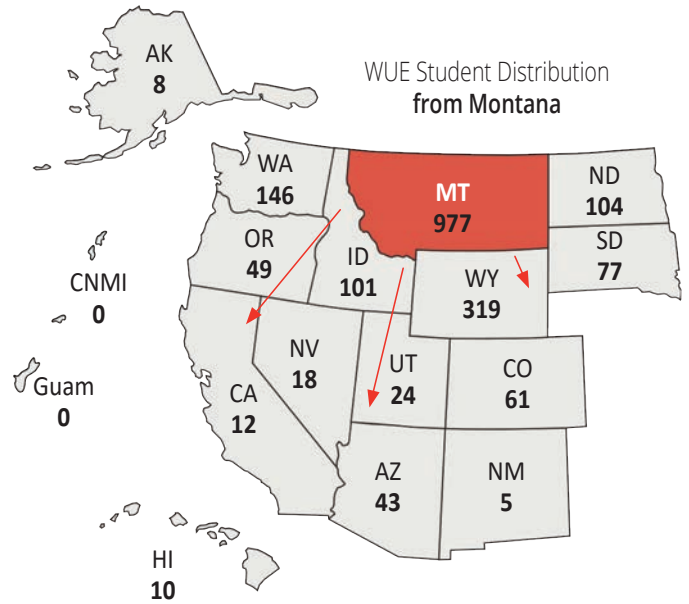 AK
8
WUE Student Distribution
from Montana
WA
146
MT
977
ND
104
OR
49
ID
101
WY
319
SD
77
CNMI
0
NV
18
UT
24
CO
61
Guam
0
CA
12
AZ
43
NM
5
HI
10